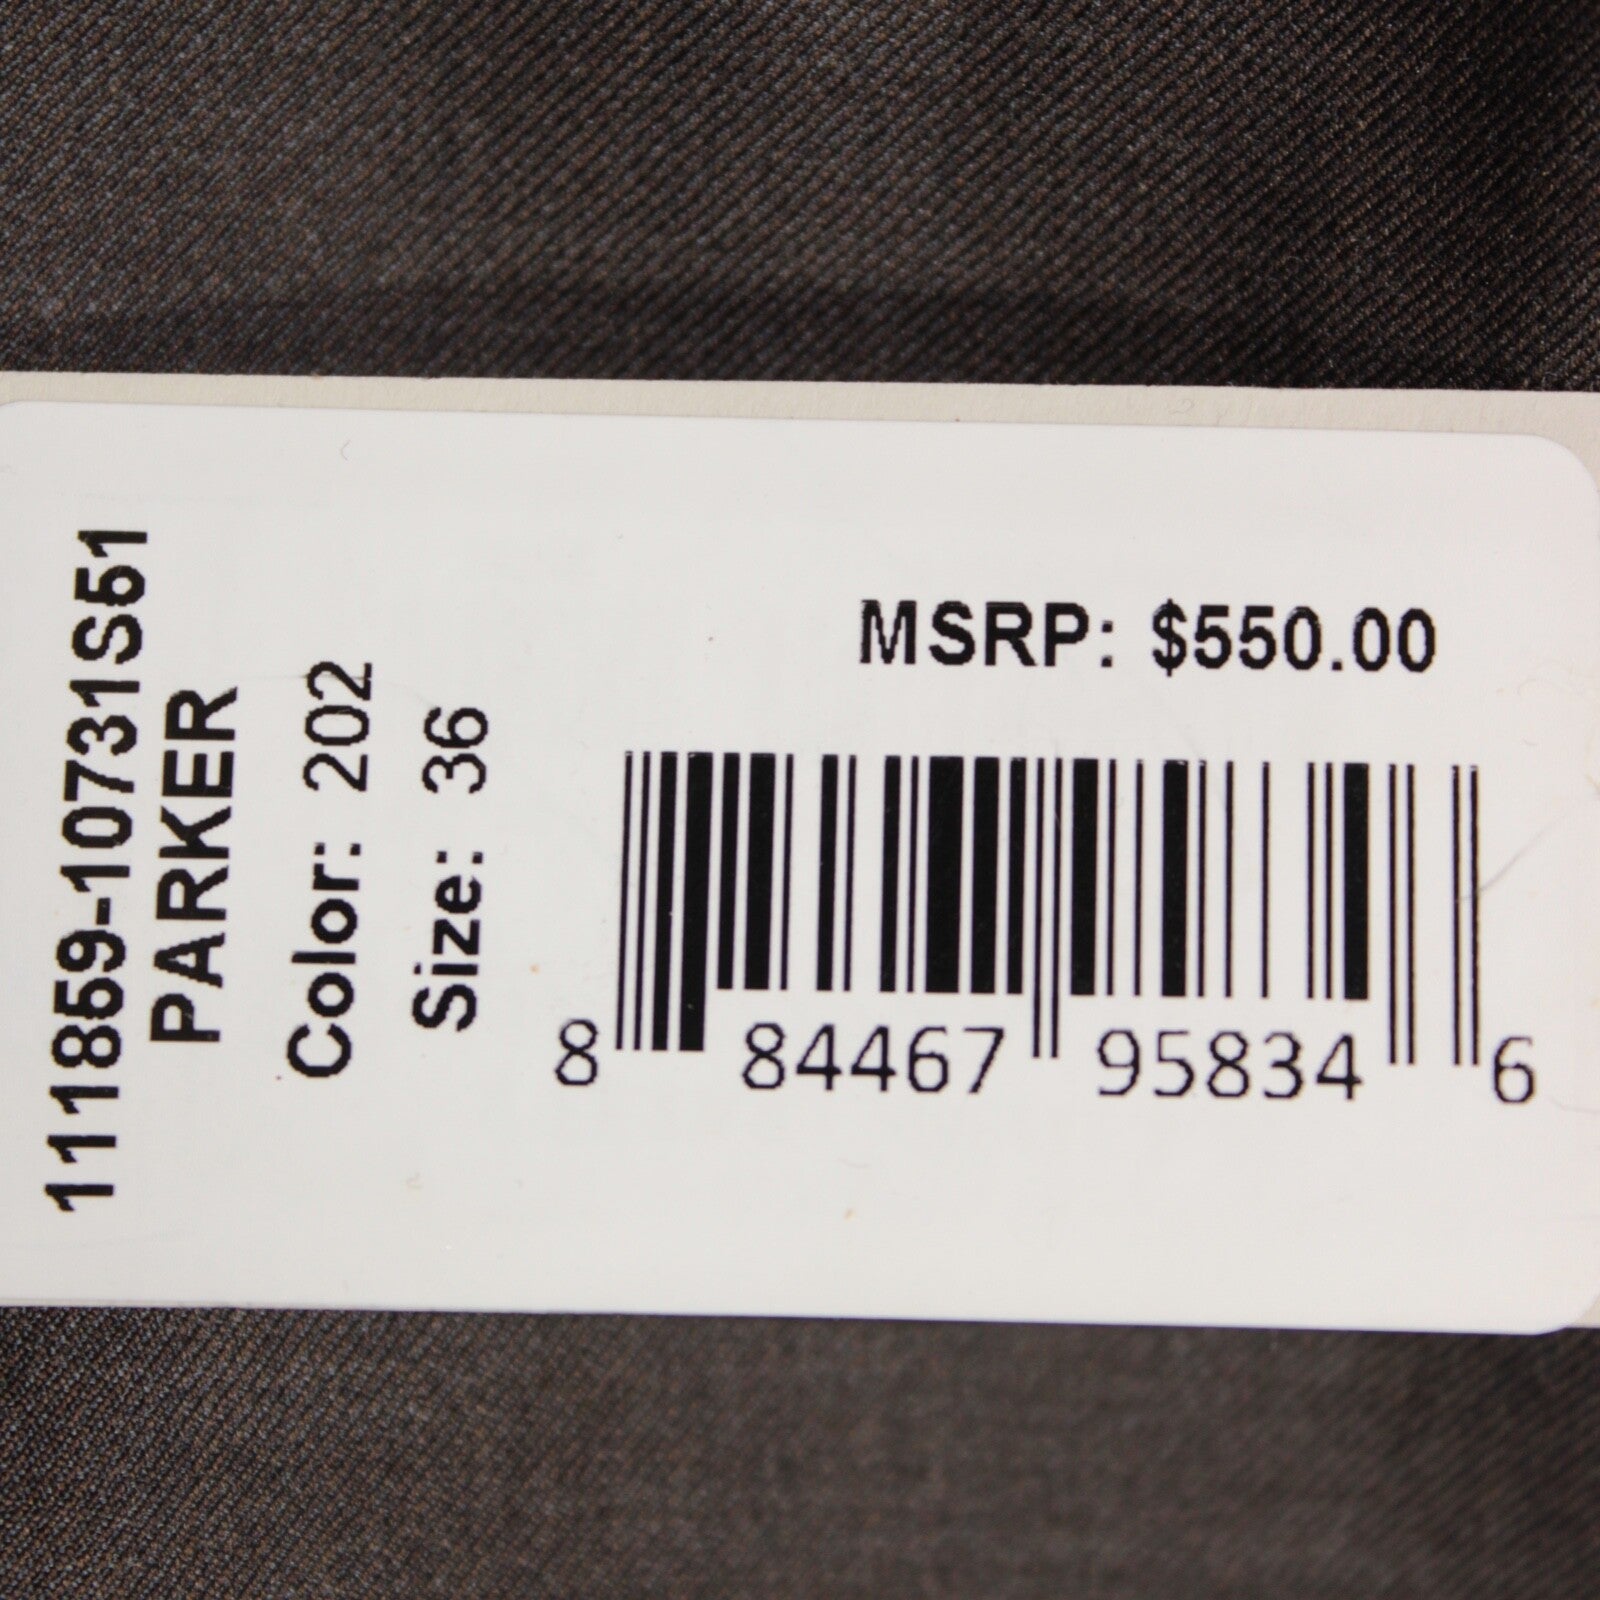 111859-10731S51
PARKER
Color: 202
Size: 36
MSRP: $550.00
8 84467 95834 6